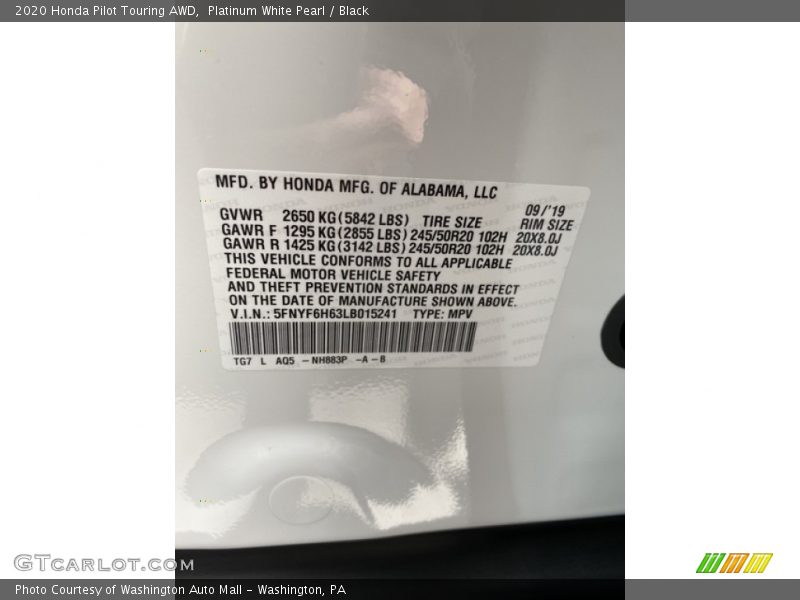 2020 Honda Pilot Touring AWD,  Platinum White Pearl / Black
MFD. BY HONDA MFG. OF ALABAMA, LLC
09/'19
GVWR 2650 KG(5842 LBS) TIRE SIZE RIM SIZE
GAWR F 1295 KG(2855 LBS)245/50R20 102H 20X8.0J
GAWR R 1425 KG(3142 LBS)245/50R20 102H 20X8.0J
THIS VEHICLE CONFORMS TO ALL APPLICABLE
FEDERAL MOTOR VEHICLE SAFETY
AND THEFT PREVENTION STANDARDS IN EFFECT
ON THE DATE OF MANUFACTURE SHOWN ABOVE.
V.I.N.: 5FNYF6H63LB015241 TYPE: MPV
TG7 L AQ5 -NH883P -A-B
GTcarlot.com
Photo Courtesy of Washington Auto Mall - Washington, PA